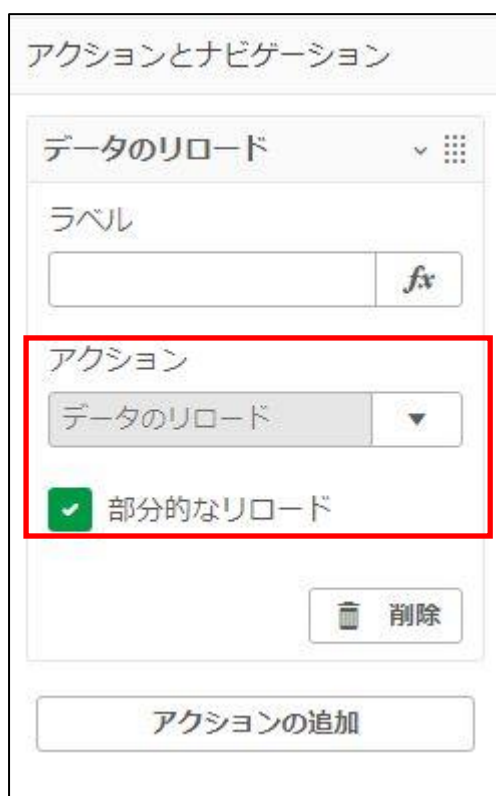 アクションとナビゲーション
データのリロード
ラベル
fx
アクション
データのリロード
部分的なリロード
削除
アクションの追加